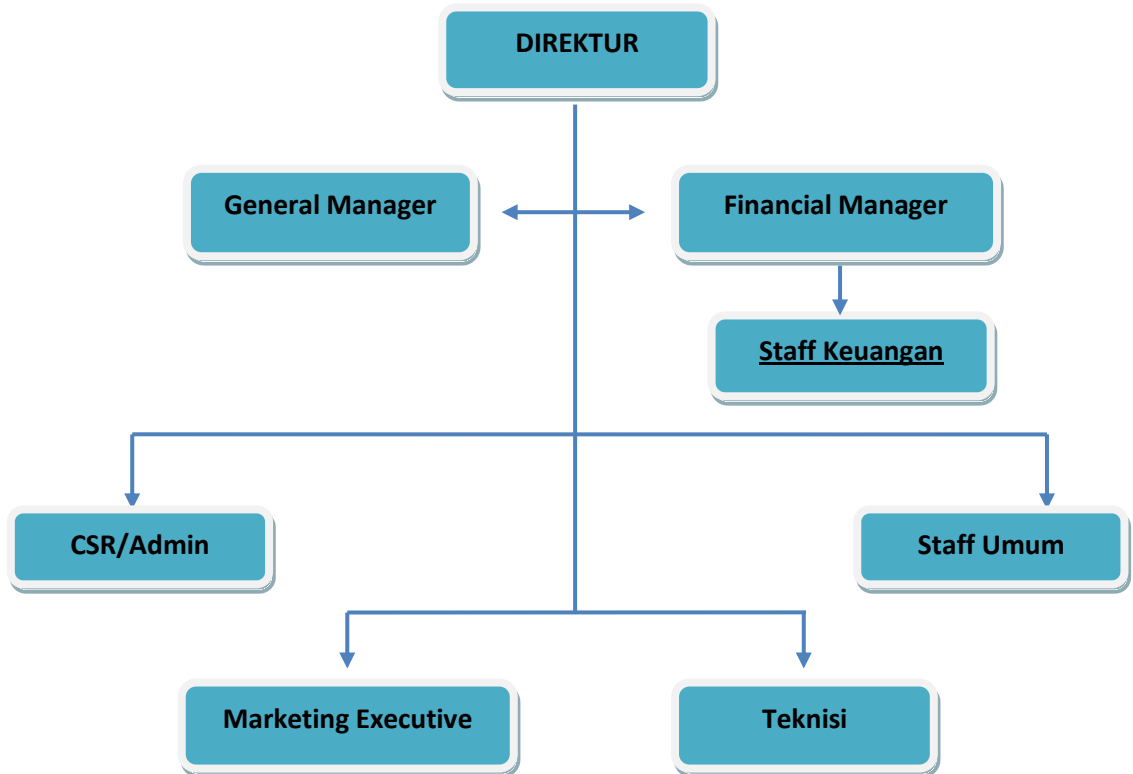 DIREKTUR
General Manager
Financial Manager
Staff Keuangan
CSR/Admin
Staff Umum
Marketing Executive
Teknisi